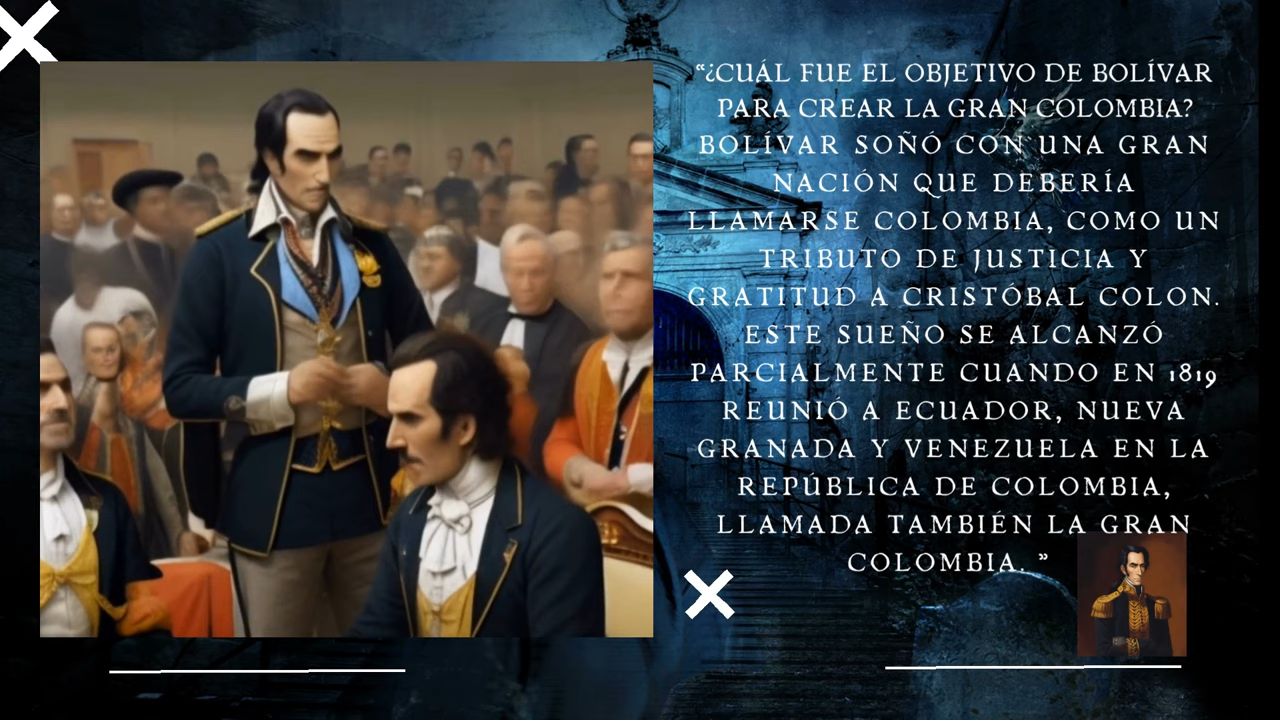 “¿CUÁL FUE EL OBJETIVO DE BOLÍVAR
PARA CREAR LA GRAN COLOMBIA?
BOLÍVAR SOÑÓ CON UNA GRAN
NACIÓN QUE DEBERÍA
LLAMARSE COLOMBIA, COMO UN
TRIBUTO DE JUSTICIA Y
GRATITUD A CRISTÓBAL COLON.
ESTE SUEÑO SE ALCANZÓ
PARCIALMENTE CUANDO EN 1819
REUNIÓ A ECUADOR, NUEVA
GRANADA Y VENEZUELA EN LA
REPÚBLICA DE COLOMBIA,
LLAMADA TAMBIÉN LA GRAN
COLOMBIA. ”